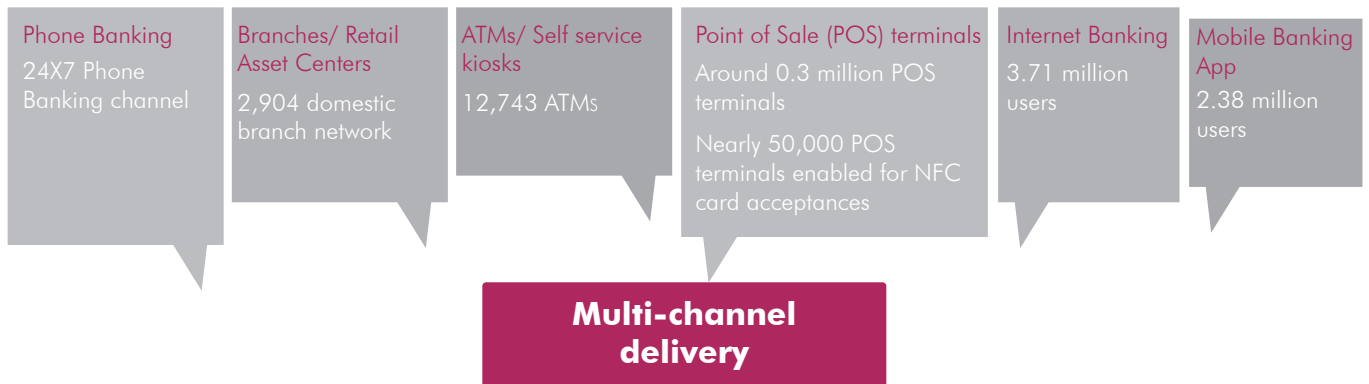 Phone Banking
24X7 Phone
Banking channel
Branches/ Retail
Asset Centers
2,904 domestic
branch network
ATMs/ Self service
kiosks
12,743 ATMs
Point of Sale (POS) terminals
Around 0.3 million POS
terminals
Nearly 50,000 POS
terminals enabled for NFC
card acceptances
Internet Banking
3.71 million
users
Mobile Banking
App
2.38 million
users
Multi-channel
delivery